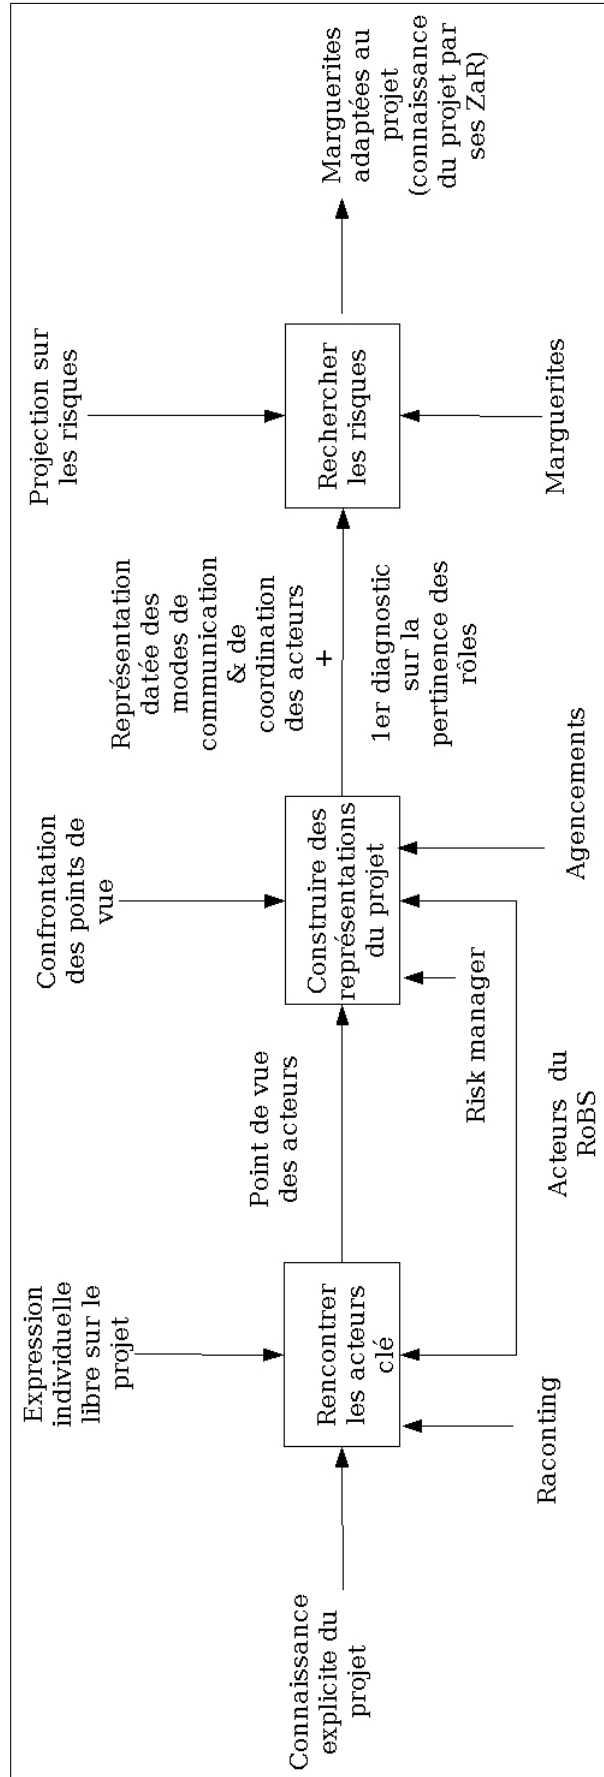 Connaissance
explicite du
projet
Expression
individuelle
libre sur le
projet
Rencontrer
les acteurs
clé
Raconting
Point de vue
des acteurs
Acteurs du
RoBS
Confrontation
des points de
vue
Construire des
représentations
du projet
Risk manager
Agencements
Représentation
datée des
modes de
communication
& de
coordination
des acteurs
+
1er diagnostic
sur la
pertinence des
rôles
Projection sur
les risques
Rechercher
les risques
Marguerites
Marguerites
adaptées au
projet
(connaissance
du projet par
ses ZaR)